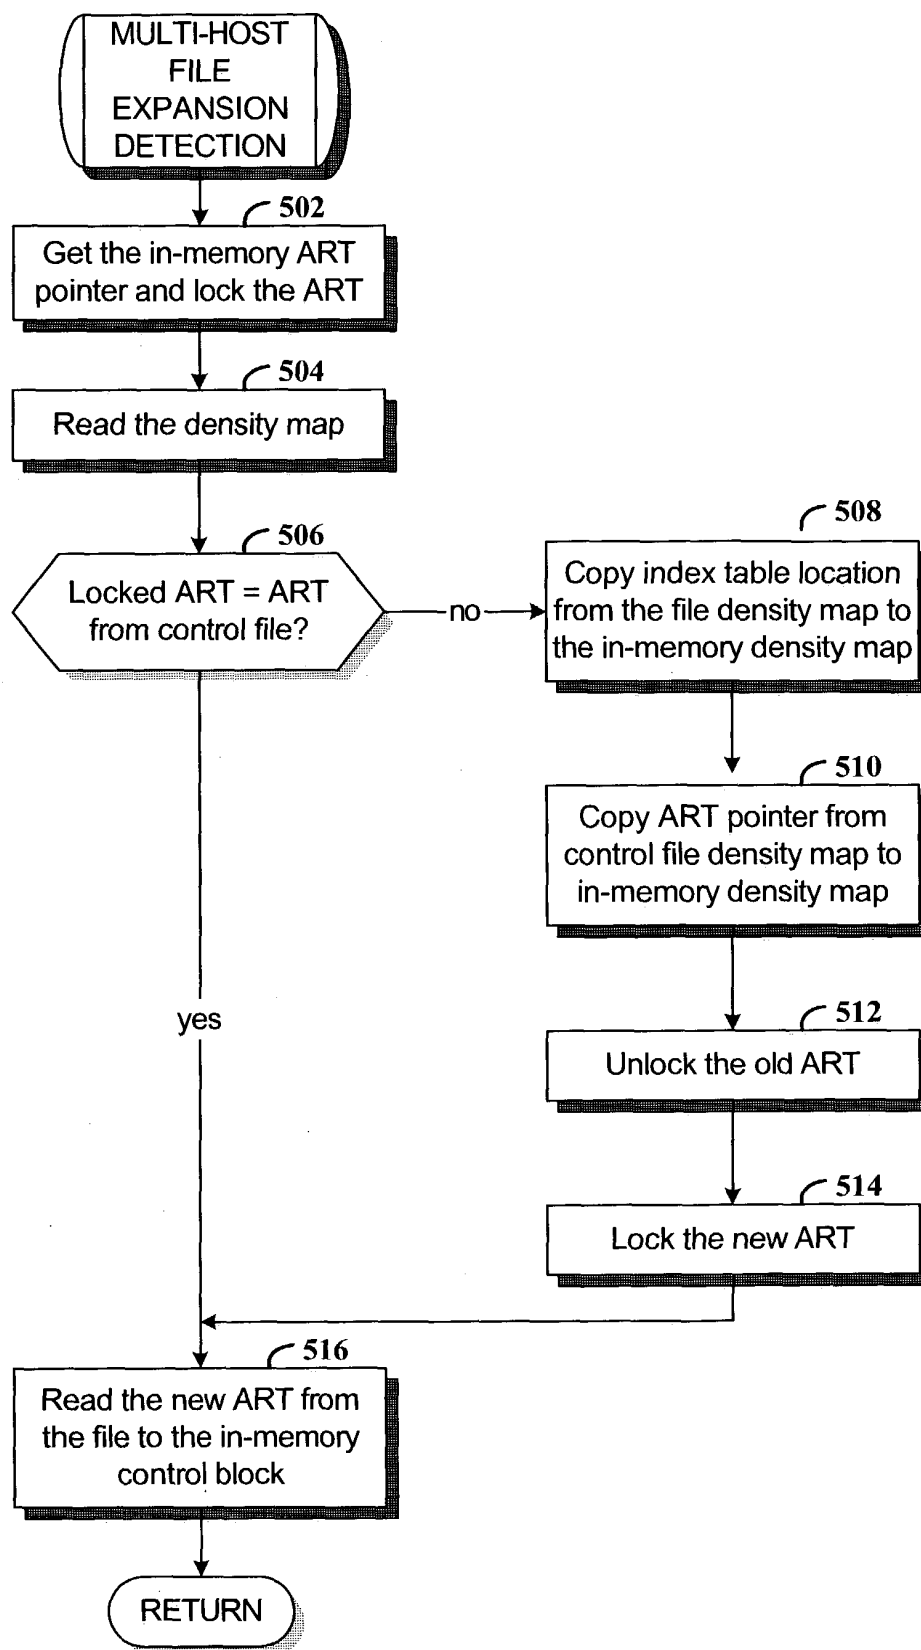 MULTI-HOST
FILE
EXPANSION
DETECTION
502
Get the in-memory ART
pointer and lock the ART
504
Read the density map
506
Locked ART = ART
from control file?
no
508
Copy index table location
from the file density map to
the in-memory density map
510
Copy ART pointer from
control file density map to
in-memory density map
512
Unlock the old ART
514
Lock the new ART
yes
516
Read the new ART from
the file to the in-memory
control block
RETURN